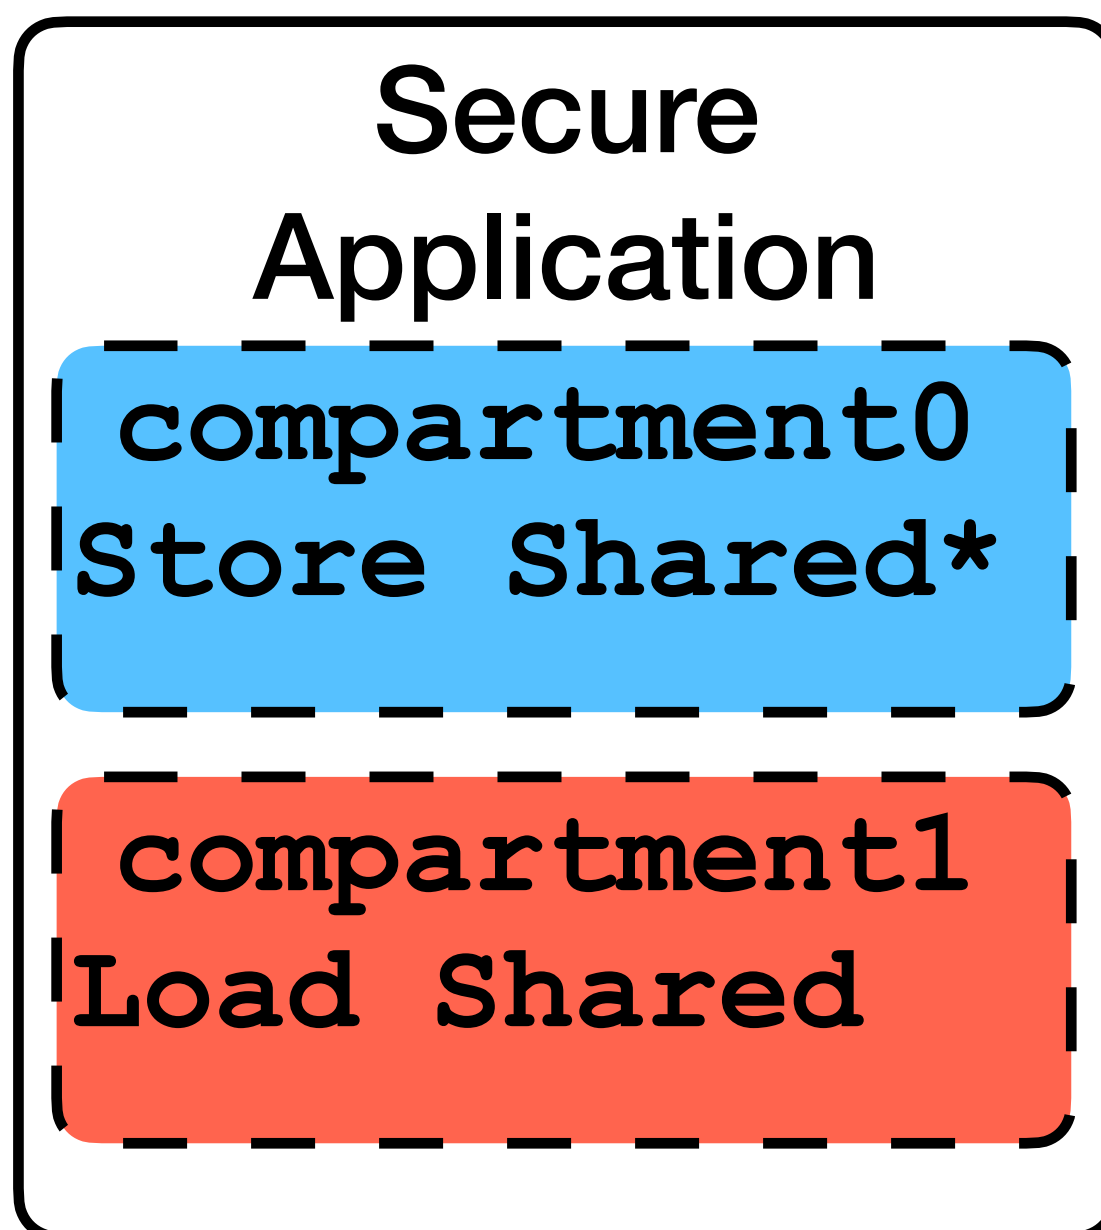 Secure
Application
compartment0
Store Shared*
compartment1
Load Shared